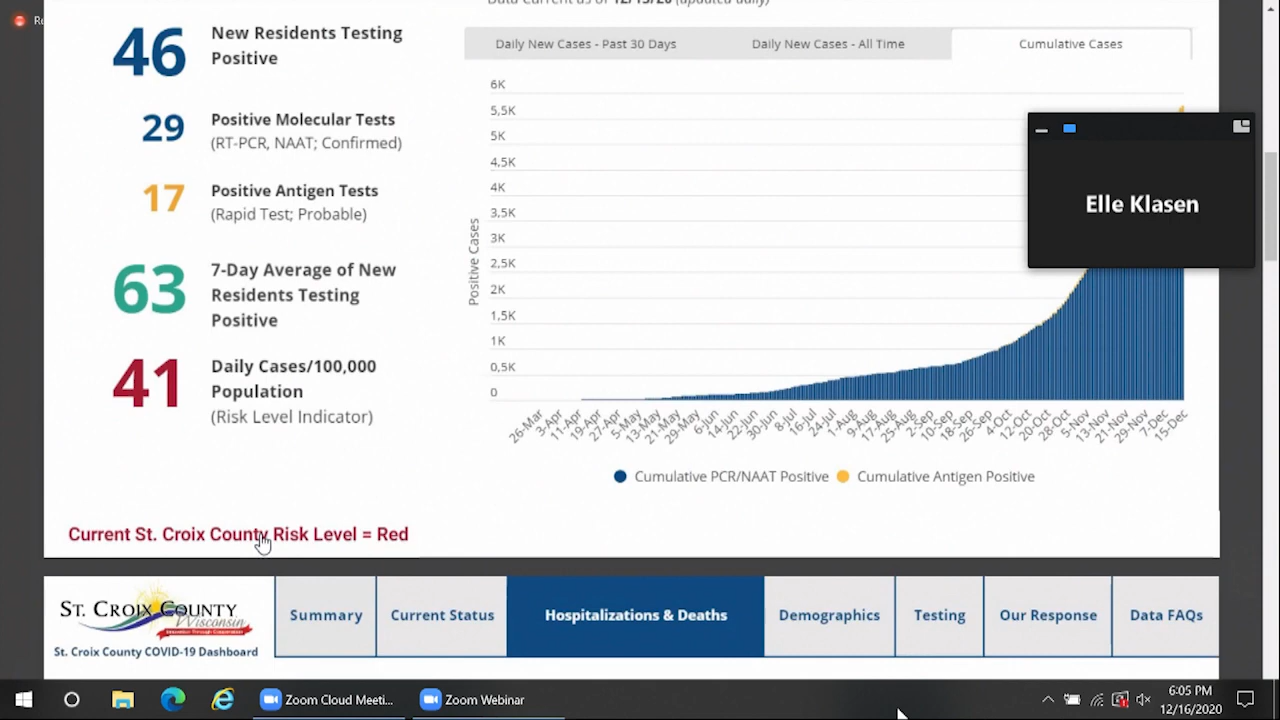 Data Current as of 12/15/20 (updated daily)
Re
46
New Residents Testing
Positive
29
Positive Molecular Tests
(RT-PCR, NAAT; Confirmed)
17
Positive Antigen Tests
(Rapid Test; Probable)
63
7-Day Average of New
Residents Testing
Positive
41
Daily Cases/100,000
Population
(Risk Level Indicator)
Current St. Croix County Risk Level = Red
Daily New Cases - Past 30 Days
Daily New Cases - All Time
Cumulative Cases
Positive Cases
6K
5,5K
5K
4,5K
4K
3,5K
3K
2,5K
2K
1,5K
1K
0,5K
0
26-Mar
3-Apr
11-Apr
19-Apr
27-Apr
5-May
13-May
21-May
29-May
6-Jun
14-Jun
22-Jun
30-Jun
8-Jul
16-Jul
24-Jul
1-Aug
9-Aug
17-Aug
25-Aug
2-Sep
10-Sep
18-Sep
26-Sep
4-Oct
12-Oct
20-Oct
28-Oct
5-Nov
13-Nov
21-Nov
29-Nov
7-Dec
15-Dec
Cumulative PCR/NAAT Positive
Cumulative Antigen Positive
Elle Klasen
ST. CROIX COUNTY
Wisconsin
St. Croix County COVID-19 Dashboard
Summary
Current Status
Hospitalizations & Deaths
Demographics
Testing
Our Response
Data FAQs
Zoom Cloud Meeti...
Zoom Webinar
6:05 PM
12/16/2020